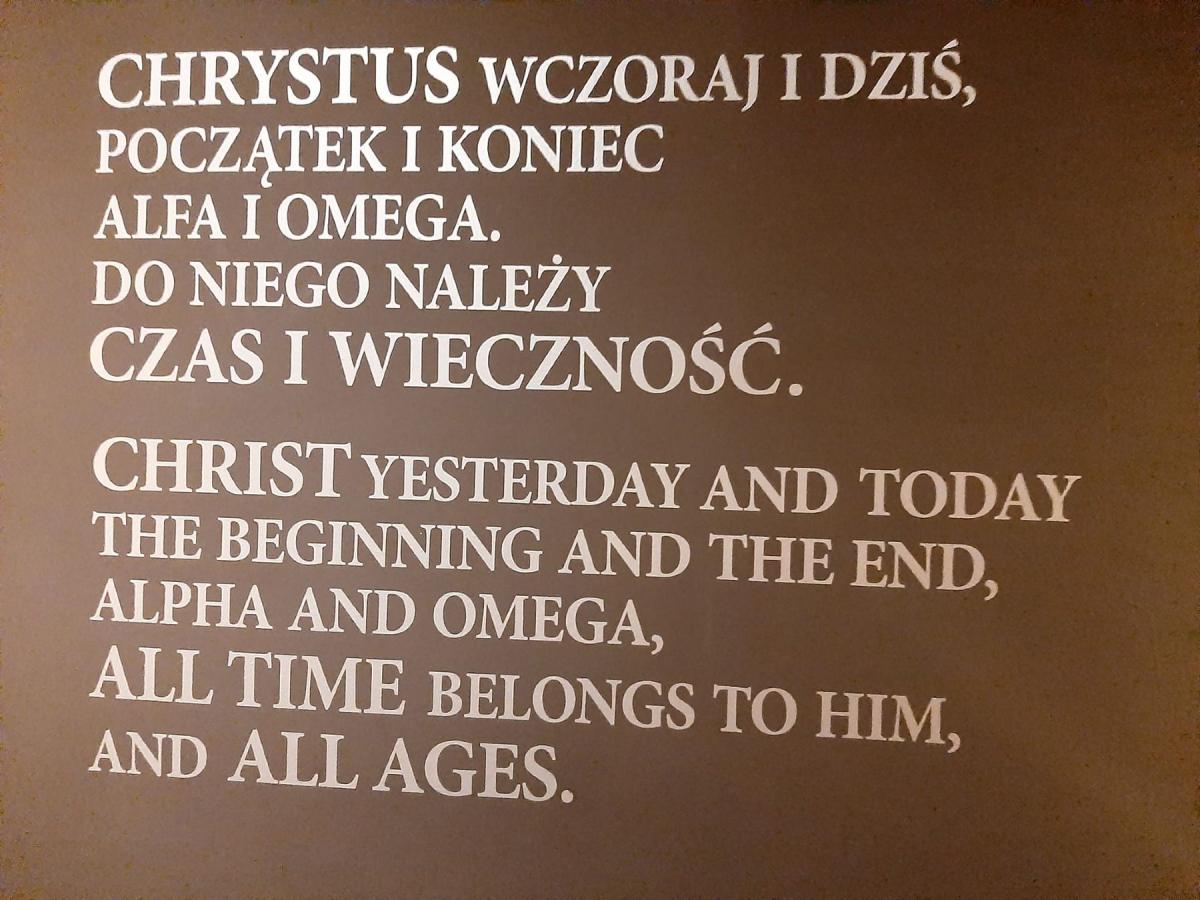 CHRYSTUS WCZORAJ I DZIŚ,
POCZĄTEK I KONIEC
ALFA I OMEGA.
DO NIEGO NALEŻY
CZAS I WIECZNOŚĆ.
CHRIST YESTERDAY AND TODAY
THE BEGINNING AND THE END,
ALPHA AND OMEGA,
ALL TIME BELONGS TO HIM,
AND ALL AGES.